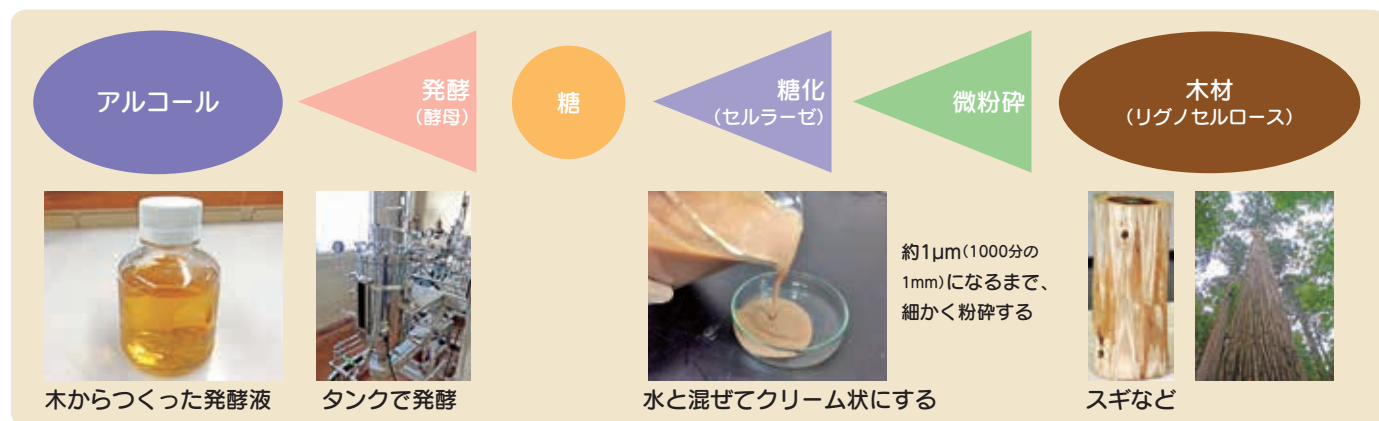 アルコール
発酵
(酵母)
糖
糖化
(セルラーゼ)
微粉砕
木材
(リグノセルロース)
約1μm(1000分の
1mm)になるまで、
細かく粉砕する
木からつくった発酵液
タンクで発酵
水と混ぜてクリーム状にする
スギなど